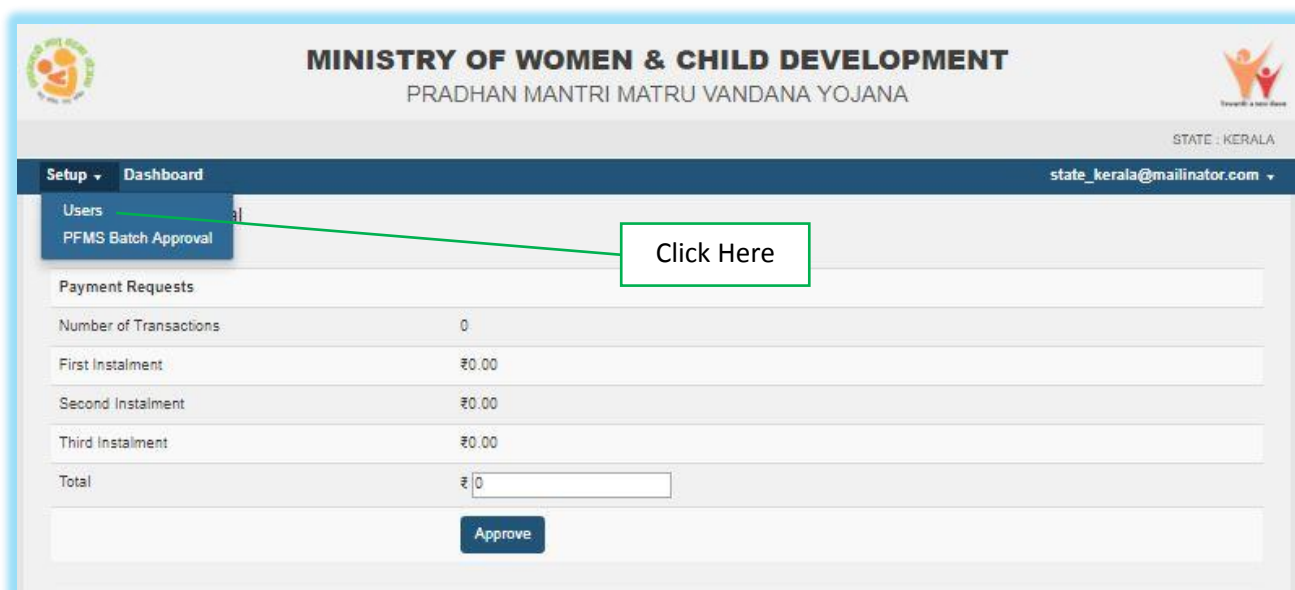 MINISTRY OF WOMEN & CHILD DEVELOPMENT
PRADHAN MANTRI MATRU VANDANA YOJANA
STATE : KERALA
Setup Dashboard state_kerala@mailinator.com
Users
PFMS Batch Approval
Click Here
Payment Requests
Number of Transactions 0
First Instalment ₹0.00
Second Instalment ₹0.00
Third Instalment ₹0.00
Total ₹ 0
Approve